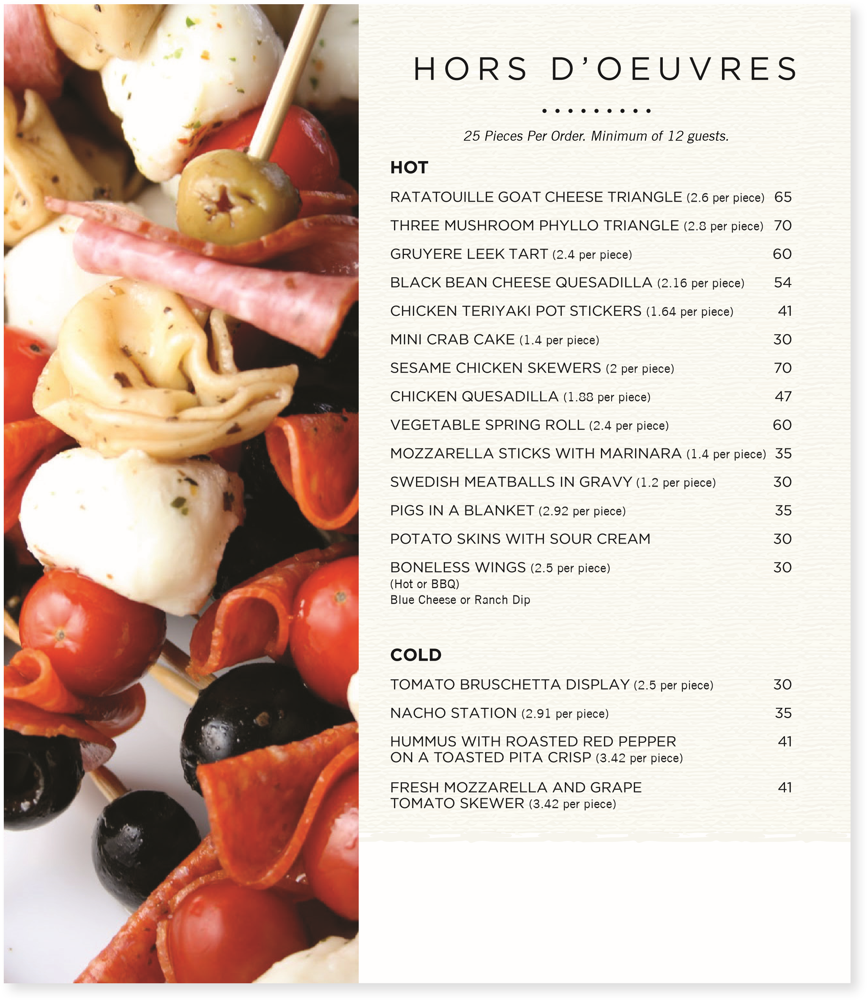 HORS D’OEUVRES
25 Pieces Per Order. Minimum of 12 guests.
HOT
RATATOUILLE GOAT CHEESE TRIANGLE (2.6 per piece) 65
THREE MUSHROOM PHYLLO TRIANGLE (2.8 per piece) 70
GRUYERE LEEK TART (2.4 per piece) 60
BLACK BEAN CHEESE QUESADILLA (2.16 per piece) 54
CHICKEN TERIYAKI POT STICKERS (1.64 per piece) 41
MINI CRAB CAKE (1.4 per piece) 30
SESAME CHICKEN SKEWERS (2 per piece) 70
CHICKEN QUESADILLA (1.88 per piece) 47
VEGETABLE SPRING ROLL (2.4 per piece) 60
MOZZARELLA STICKS WITH MARINARA (1.4 per piece) 35
SWEDISH MEATBALLS IN GRAVY (1.2 per piece) 30
PIGS IN A BLANKET (2.92 per piece) 35
POTATO SKINS WITH SOUR CREAM 30
BONELESS WINGS (2.5 per piece) 30
(Hot or BBQ)
Blue Cheese or Ranch Dip
COLD
TOMATO BRUSCHETTA DISPLAY (2.5 per piece) 30
NACHO STATION (2.91 per piece) 35
HUMMUS WITH ROASTED RED PEPPER 41
ON A TOASTED PITA CRISP (3.42 per piece)
FRESH MOZZARELLA AND GRAPE 41
TOMATO SKEWER (3.42 per piece)